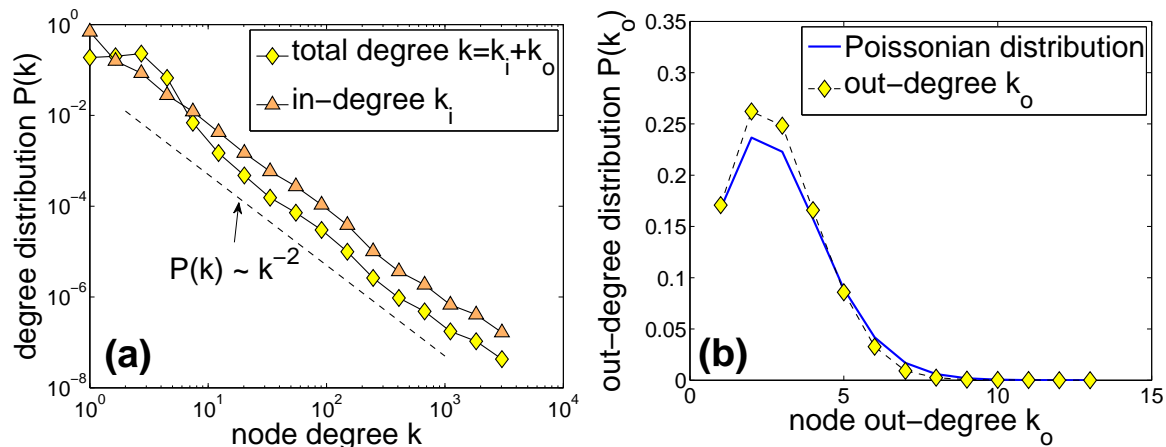 degree distribution P(k)
10^0
10^-2
10^-4
10^-6
10^-8
total degree k=k_i+k_o
in-degree k_i
P(k) ~ k^-2
(a)
10^0
10^1
10^2
10^3
10^4
node degree k
out-degree distribution P(k_o)
0.35
0.30
0.25
0.20
0.15
0.10
0.05
0
Poissonian distribution
out-degree k_o
(b)
0
5
10
15
node out-degree k_o